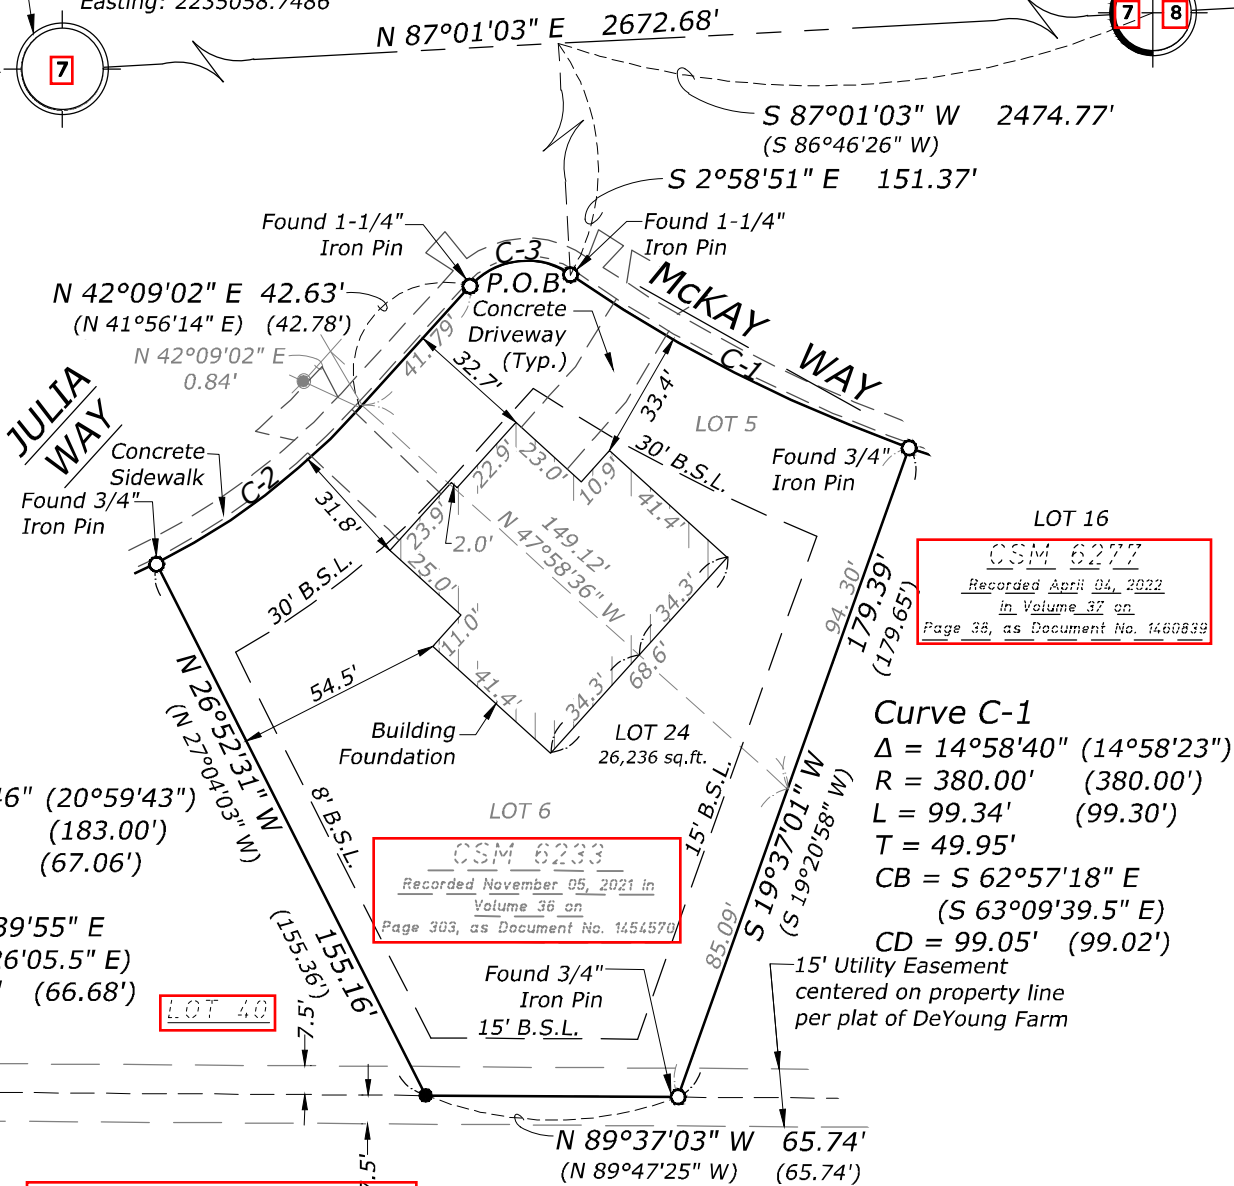 Easting: 2235058.7486
7
N 87°01'03" E 2672.68'
7 8
S 87°01'03" W 2474.77'
(S 86°46'26" W)
S 2°58'51" E 151.37'
Found 1-1/4"
Iron Pin
C-3
P.O.B.
Found 1-1/4"
Iron Pin
N 42°09'02" E 42.63'
(N 41°56'14" E) (42.78')
N 42°09'02" E
0.84'
41.79'
32.7'
Concrete
Driveway
(Typ.)
McKAY WAY
C-1
33.4'
JULIA
WAY
Concrete
Sidewalk
C-2
Found 3/4"
Iron Pin
31.8'
LOT 5
30' B.S.L.
Found 3/4"
Iron Pin
22.9'
23.0'
10.9'
41.4'
23.9'
2.0'
25.0'
11.0'
41.4'
149.12'
N 47°58'36" W
34.3'
34.3'
68.6'
30' B.S.L.
54.5'
LOT 16
CSM 6277
Recorded April 04, 2022
in Volume 37 on
Page 38, as Document No. 1460839
94.30'
179.39'
(179.65')
N 26°52'31" W
(N 27°04'03" W)
Building
Foundation
LOT 24
26,236 sq.ft.
Curve C-1
Δ = 14°58'40" (14°58'23")
R = 380.00' (380.00')
L = 99.34' (99.30')
T = 49.95'
CB = S 62°57'18" E
(S 63°09'39.5" E)
CD = 99.05' (99.02')
46" (20°59'43")
(183.00')
(67.06')
39'55" E
26'05.5" E)
' (66.68')
8' B.S.L.
LOT 6
CSM 6233
Recorded November 05, 2021 in
Volume 36 on
Page 303, as Document No. 1454570
15' B.S.L.
S 19°37'01" W
(S 19°20'58" W)
85.09'
155.16'
(155.36')
LOT 40
7.5'
Found 3/4"
Iron Pin
15' B.S.L.
15' Utility Easement
centered on property line
per plat of DeYoung Farm
N 89°37'03" W 65.74'
(N 89°47'25" W) (65.74')
7.5'